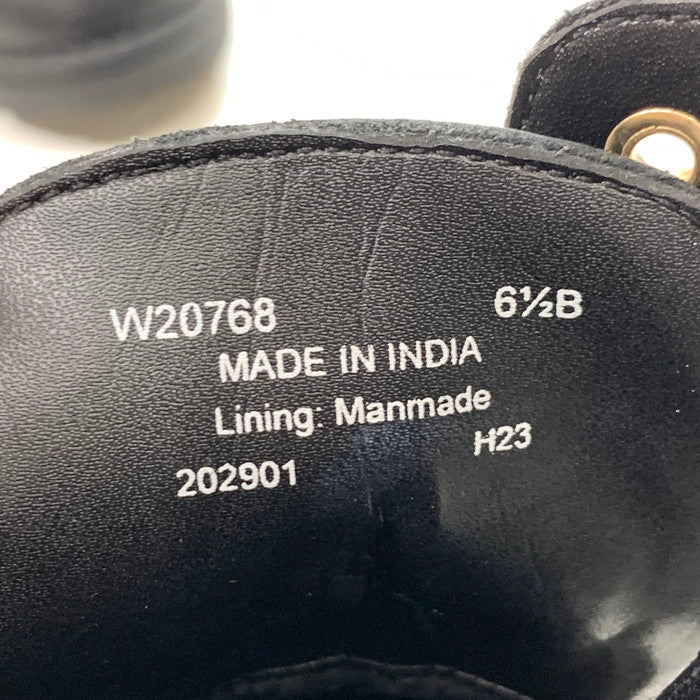 W20768 6½B
MADE IN INDIA
Lining: Manmade
202901 H23